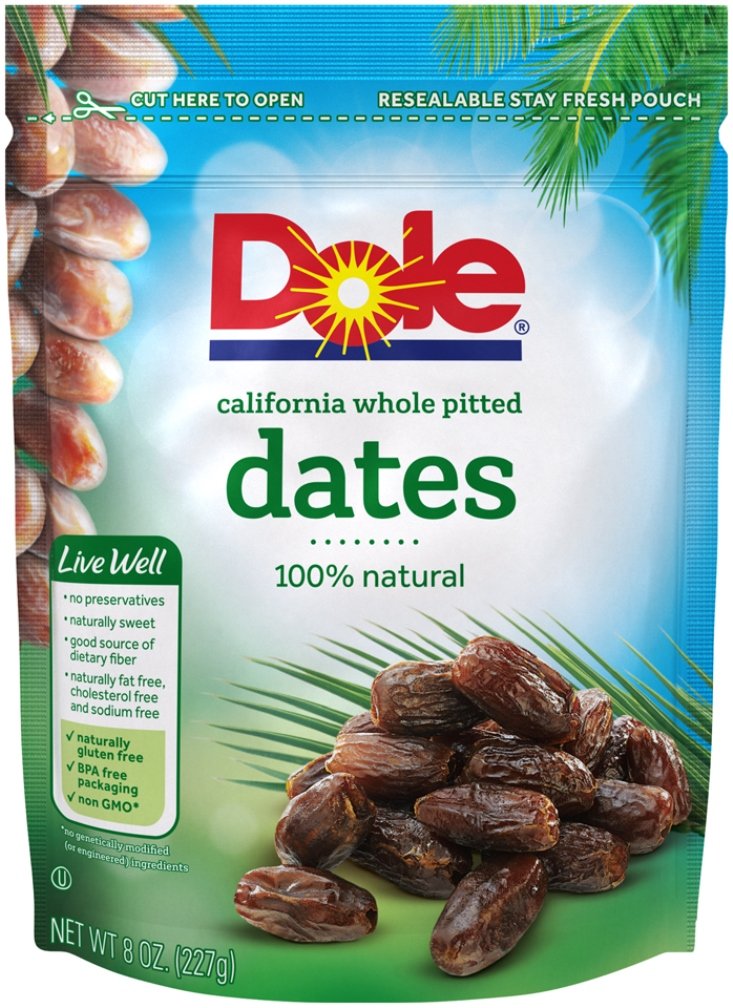 CUT HERE TO OPEN
RESEALABLE STAY FRESH POUCH
Dole®
california whole pitted
dates
100% natural
Live Well
• no preservatives
• naturally sweet
• good source of
dietary fiber
• naturally fat free,
cholesterol free
and sodium free
✓ naturally
gluten free
✓ BPA free
packaging
✓ non GMO*
*no genetically modified
(or engineered) ingredients
U
NET WT 8 OZ. (227g)